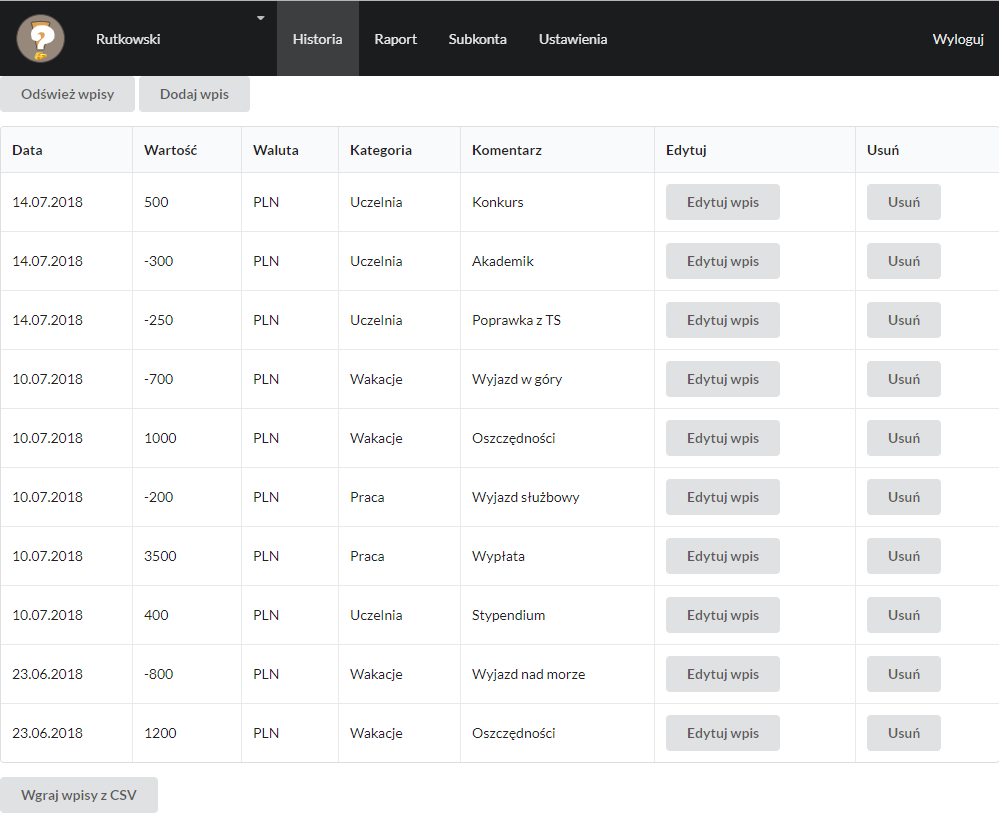 Rutkowski Historia Raport Subkonta Ustawienia Wyloguj
Odśwież wpisy Dodaj wpis
Data Wartość Waluta Kategoria Komentarz Edytuj Usuń
14.07.2018 500 PLN Uczelnia Konkurs Edytuj wpis Usuń
14.07.2018 -300 PLN Uczelnia Akademik Edytuj wpis Usuń
14.07.2018 -250 PLN Uczelnia Poprawka z TS Edytuj wpis Usuń
10.07.2018 -700 PLN Wakacje Wyjazd w góry Edytuj wpis Usuń
10.07.2018 1000 PLN Wakacje Oszczędności Edytuj wpis Usuń
10.07.2018 -200 PLN Praca Wyjazd służbowy Edytuj wpis Usuń
10.07.2018 3500 PLN Praca Wypłata Edytuj wpis Usuń
10.07.2018 400 PLN Uczelnia Stypendium Edytuj wpis Usuń
23.06.2018 -800 PLN Wakacje Wyjazd nad morze Edytuj wpis Usuń
23.06.2018 1200 PLN Wakacje Oszczędności Edytuj wpis Usuń
Wgraj wpisy z CSV